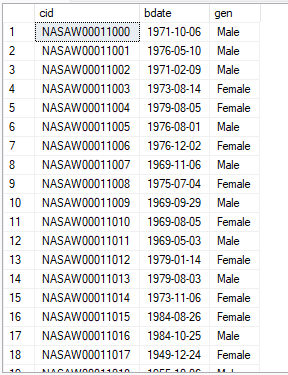 cid bdate gen
1 NASAW00011000 1971-10-06 Male
2 NASAW00011001 1976-05-10 Male
3 NASAW00011002 1971-02-09 Male
4 NASAW00011003 1973-08-14 Female
5 NASAW00011004 1979-08-05 Female
6 NASAW00011005 1976-08-01 Male
7 NASAW00011006 1976-12-02 Female
8 NASAW00011007 1969-11-06 Male
9 NASAW00011008 1975-07-04 Female
10 NASAW00011009 1969-09-29 Male
11 NASAW00011010 1969-08-05 Female
12 NASAW00011011 1969-05-03 Male
13 NASAW00011012 1979-01-14 Female
14 NASAW00011013 1979-08-03 Male
15 NASAW00011014 1973-11-06 Female
16 NASAW00011015 1984-08-26 Female
17 NASAW00011016 1984-10-25 Male
18 NASAW00011017 1949-12-24 Female